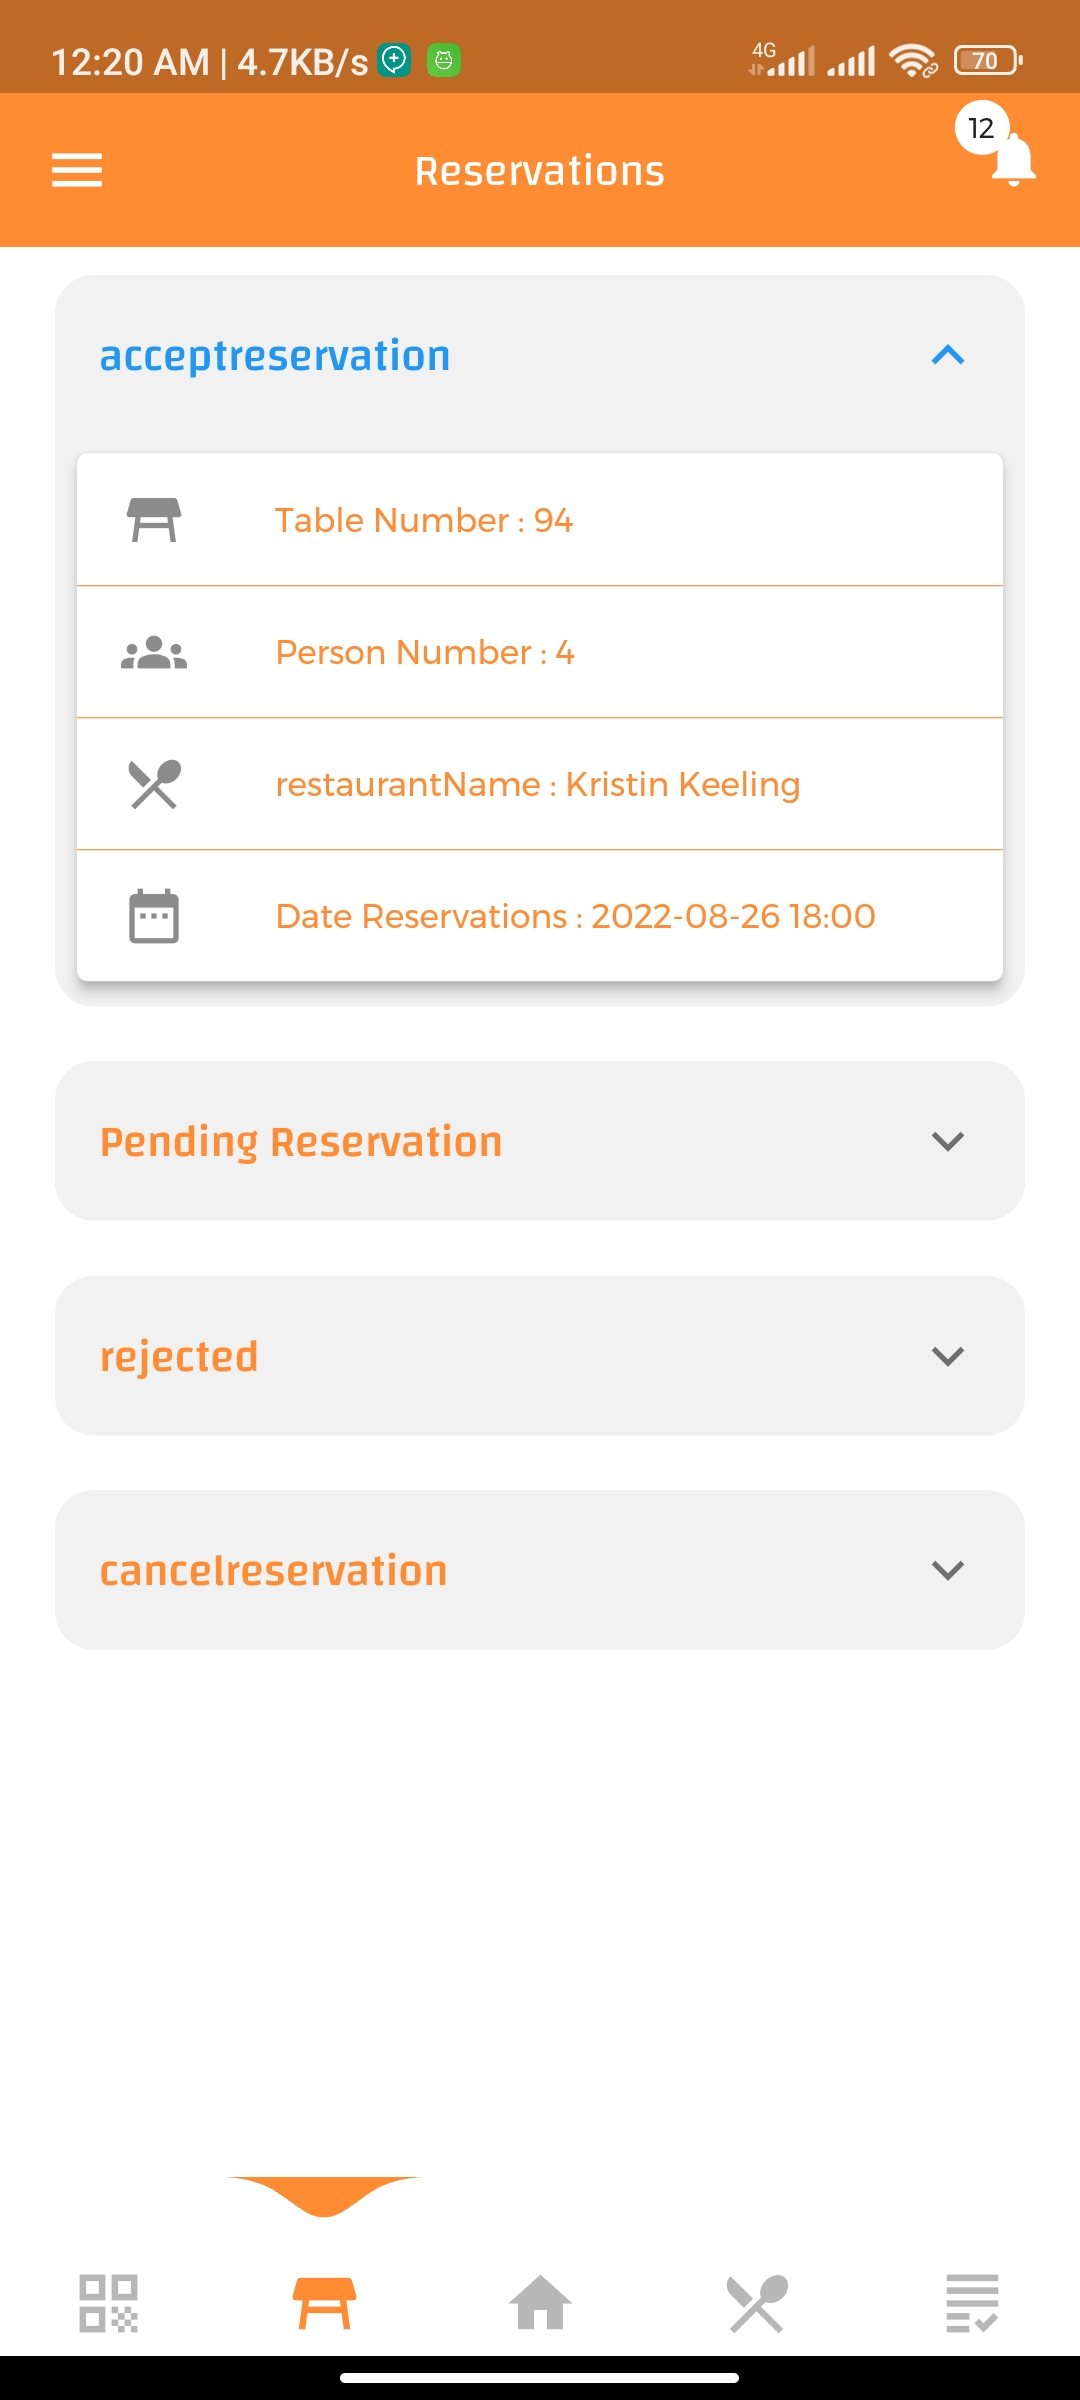 12:20 AM | 4.7KB/s
4G
70
12
Reservations
acceptreservation
Table Number : 94
Person Number : 4
restaurantName : Kristin Keeling
Date Reservations : 2022-08-26 18:00
Pending Reservation
rejected
cancelreservation